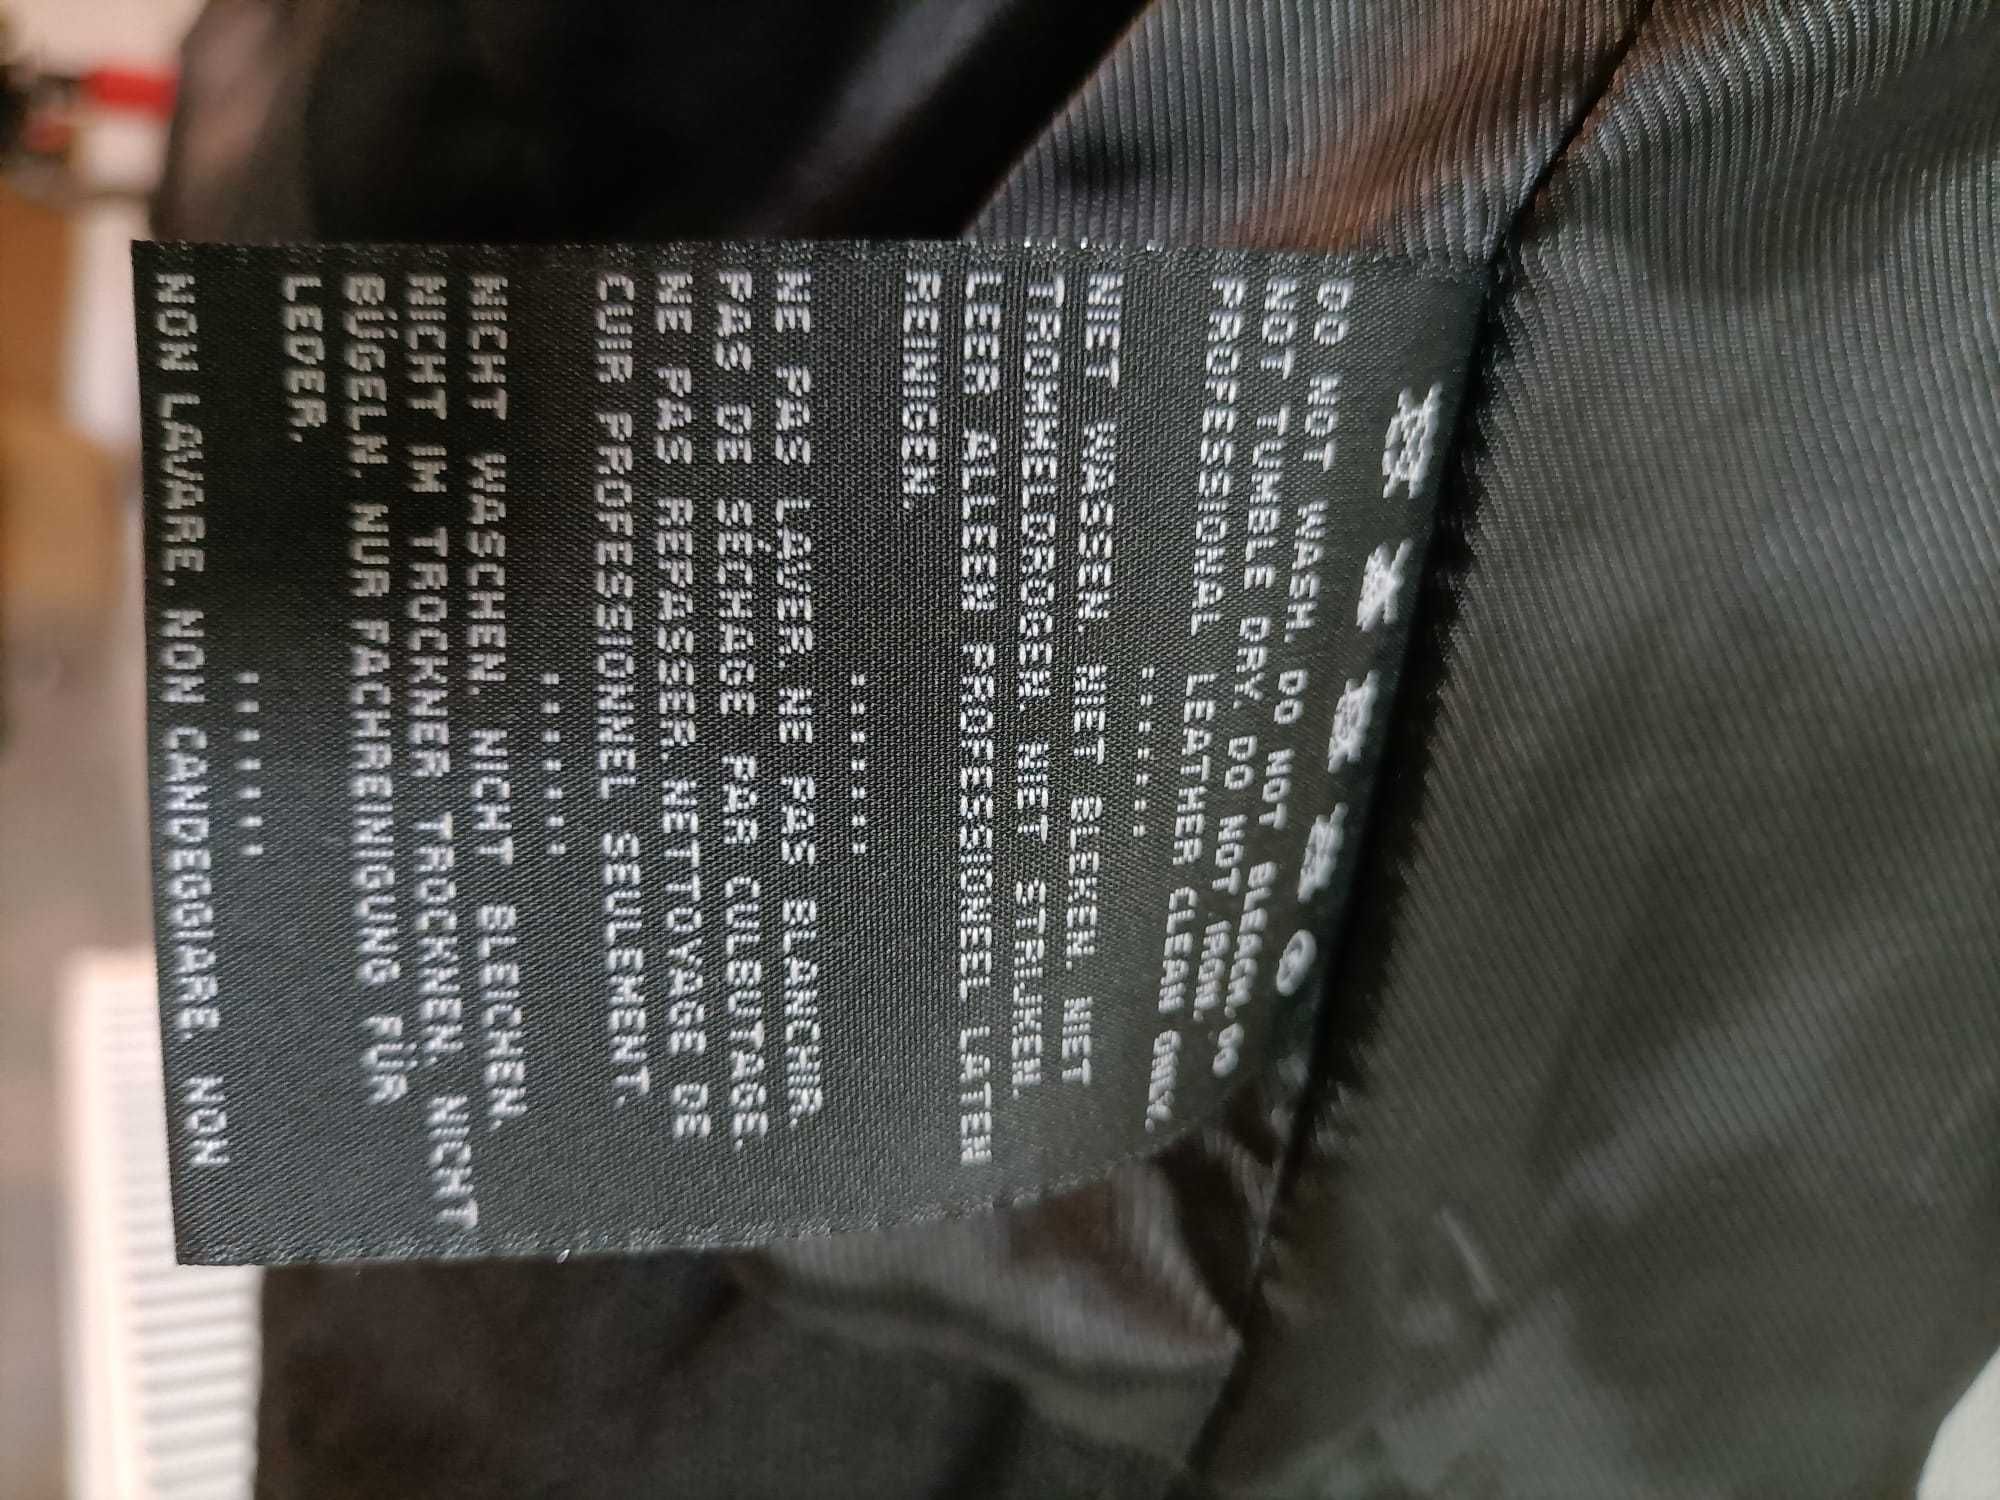 DO NOT WASH. DO NOT BLEACH. DO
NOT TUMBLE DRY. DO NOT IRON.
PROFESSIONAL LEATHER CLEAN ONLY.
NIET WASSEN. NIET BLEKEN. NIET
TROMMELDROGEN. NIET STRIJKEN.
LEER ALLEEN PROFESSIONEEL LATEN
REINIGEN.
NE PAS LAVER. NE PAS BLANCHIR.
PAS DE SÉCHAGE PAR CULBUTAGE.
NE PAS REPASSER. NETTOYAGE DE
CUIR PROFESSIONNEL SEULEMENT.
NICHT WASCHEN. NICHT BLEICHEN.
NICHT IM TROCKNER TROCKNEN. NICHT
BÜGELN. NUR FACHREINIGUNG FÜR
LEDER.
NON LAVARE. NON CANDEGGIARE. NON